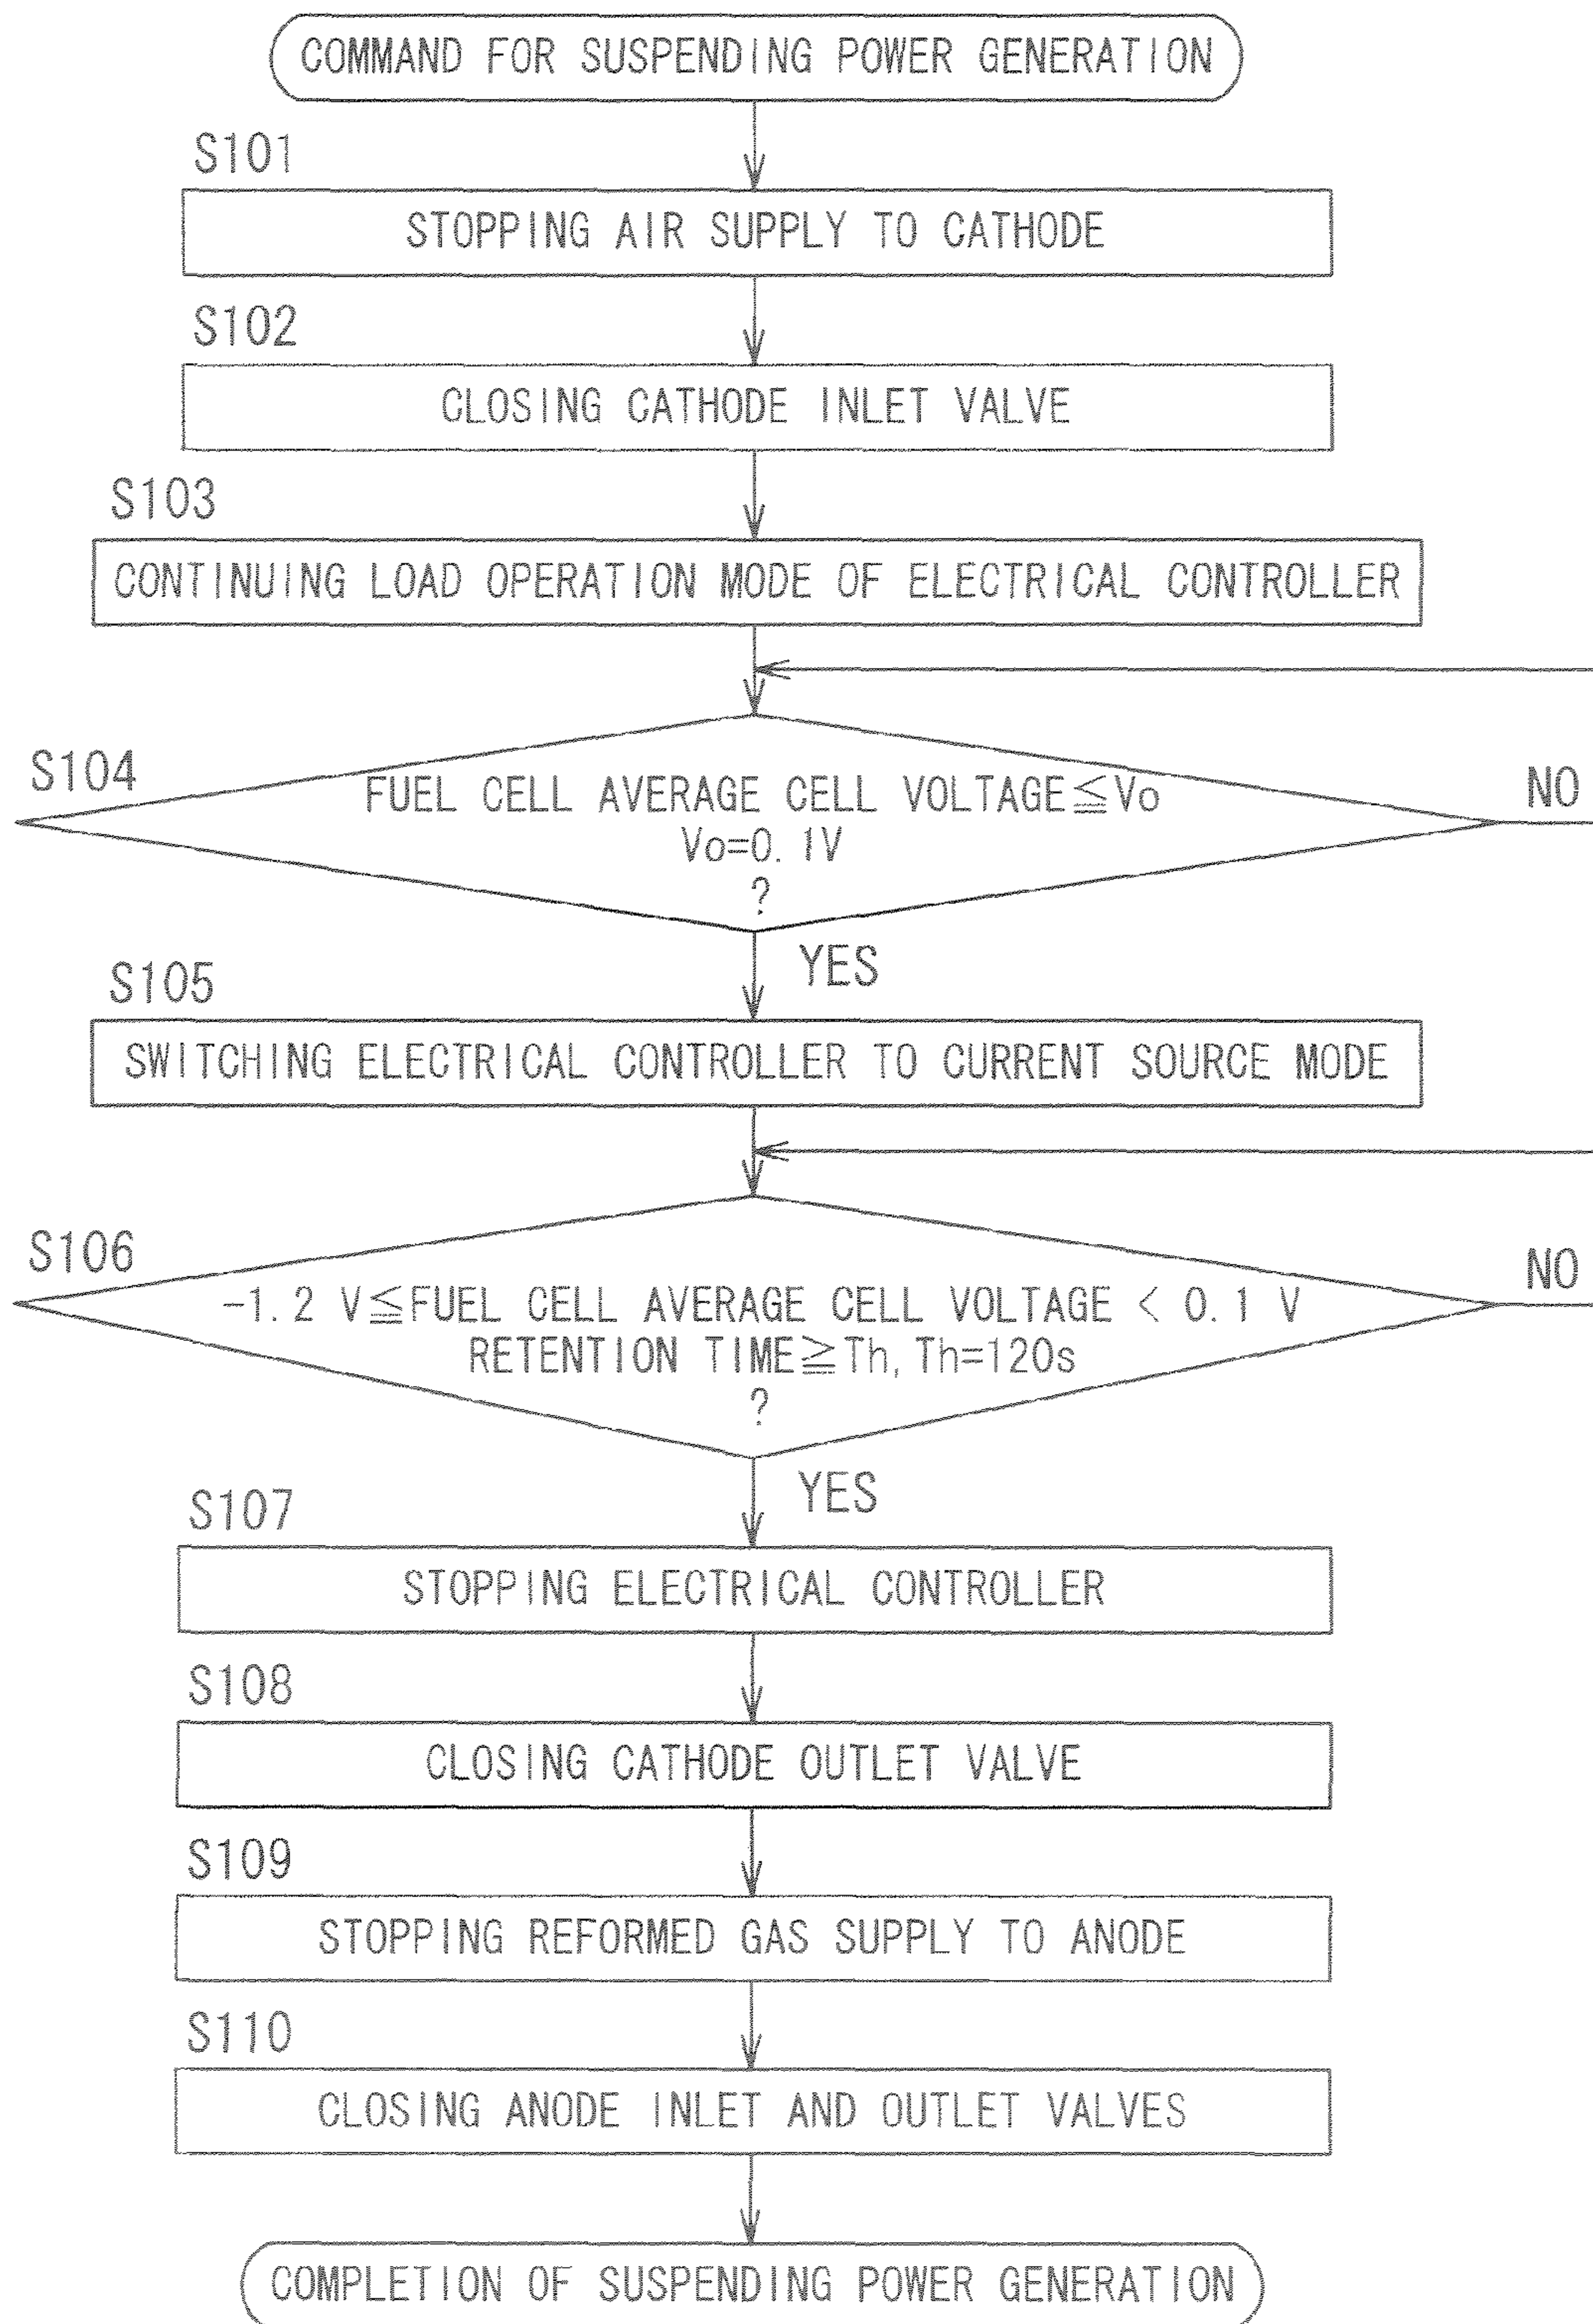 COMMAND FOR SUSPENDING POWER GENERATION
S101
STOPPING AIR SUPPLY TO CATHODE
S102
CLOSING CATHODE INLET VALVE
S103
CONTINUING LOAD OPERATION MODE OF ELECTRICAL CONTROLLER
S104
FUEL CELL AVERAGE CELL VOLTAGE≦Vo
Vo=0.1V
?
NO
YES
S105
SWITCHING ELECTRICAL CONTROLLER TO CURRENT SOURCE MODE
S106
-1.2 V≦FUEL CELL AVERAGE CELL VOLTAGE < 0.1 V
RETENTION TIME≧Th, Th=120s
?
NO
YES
S107
STOPPING ELECTRICAL CONTROLLER
S108
CLOSING CATHODE OUTLET VALVE
S109
STOPPING REFORMED GAS SUPPLY TO ANODE
S110
CLOSING ANODE INLET AND OUTLET VALVES
COMPLETION OF SUSPENDING POWER GENERATION